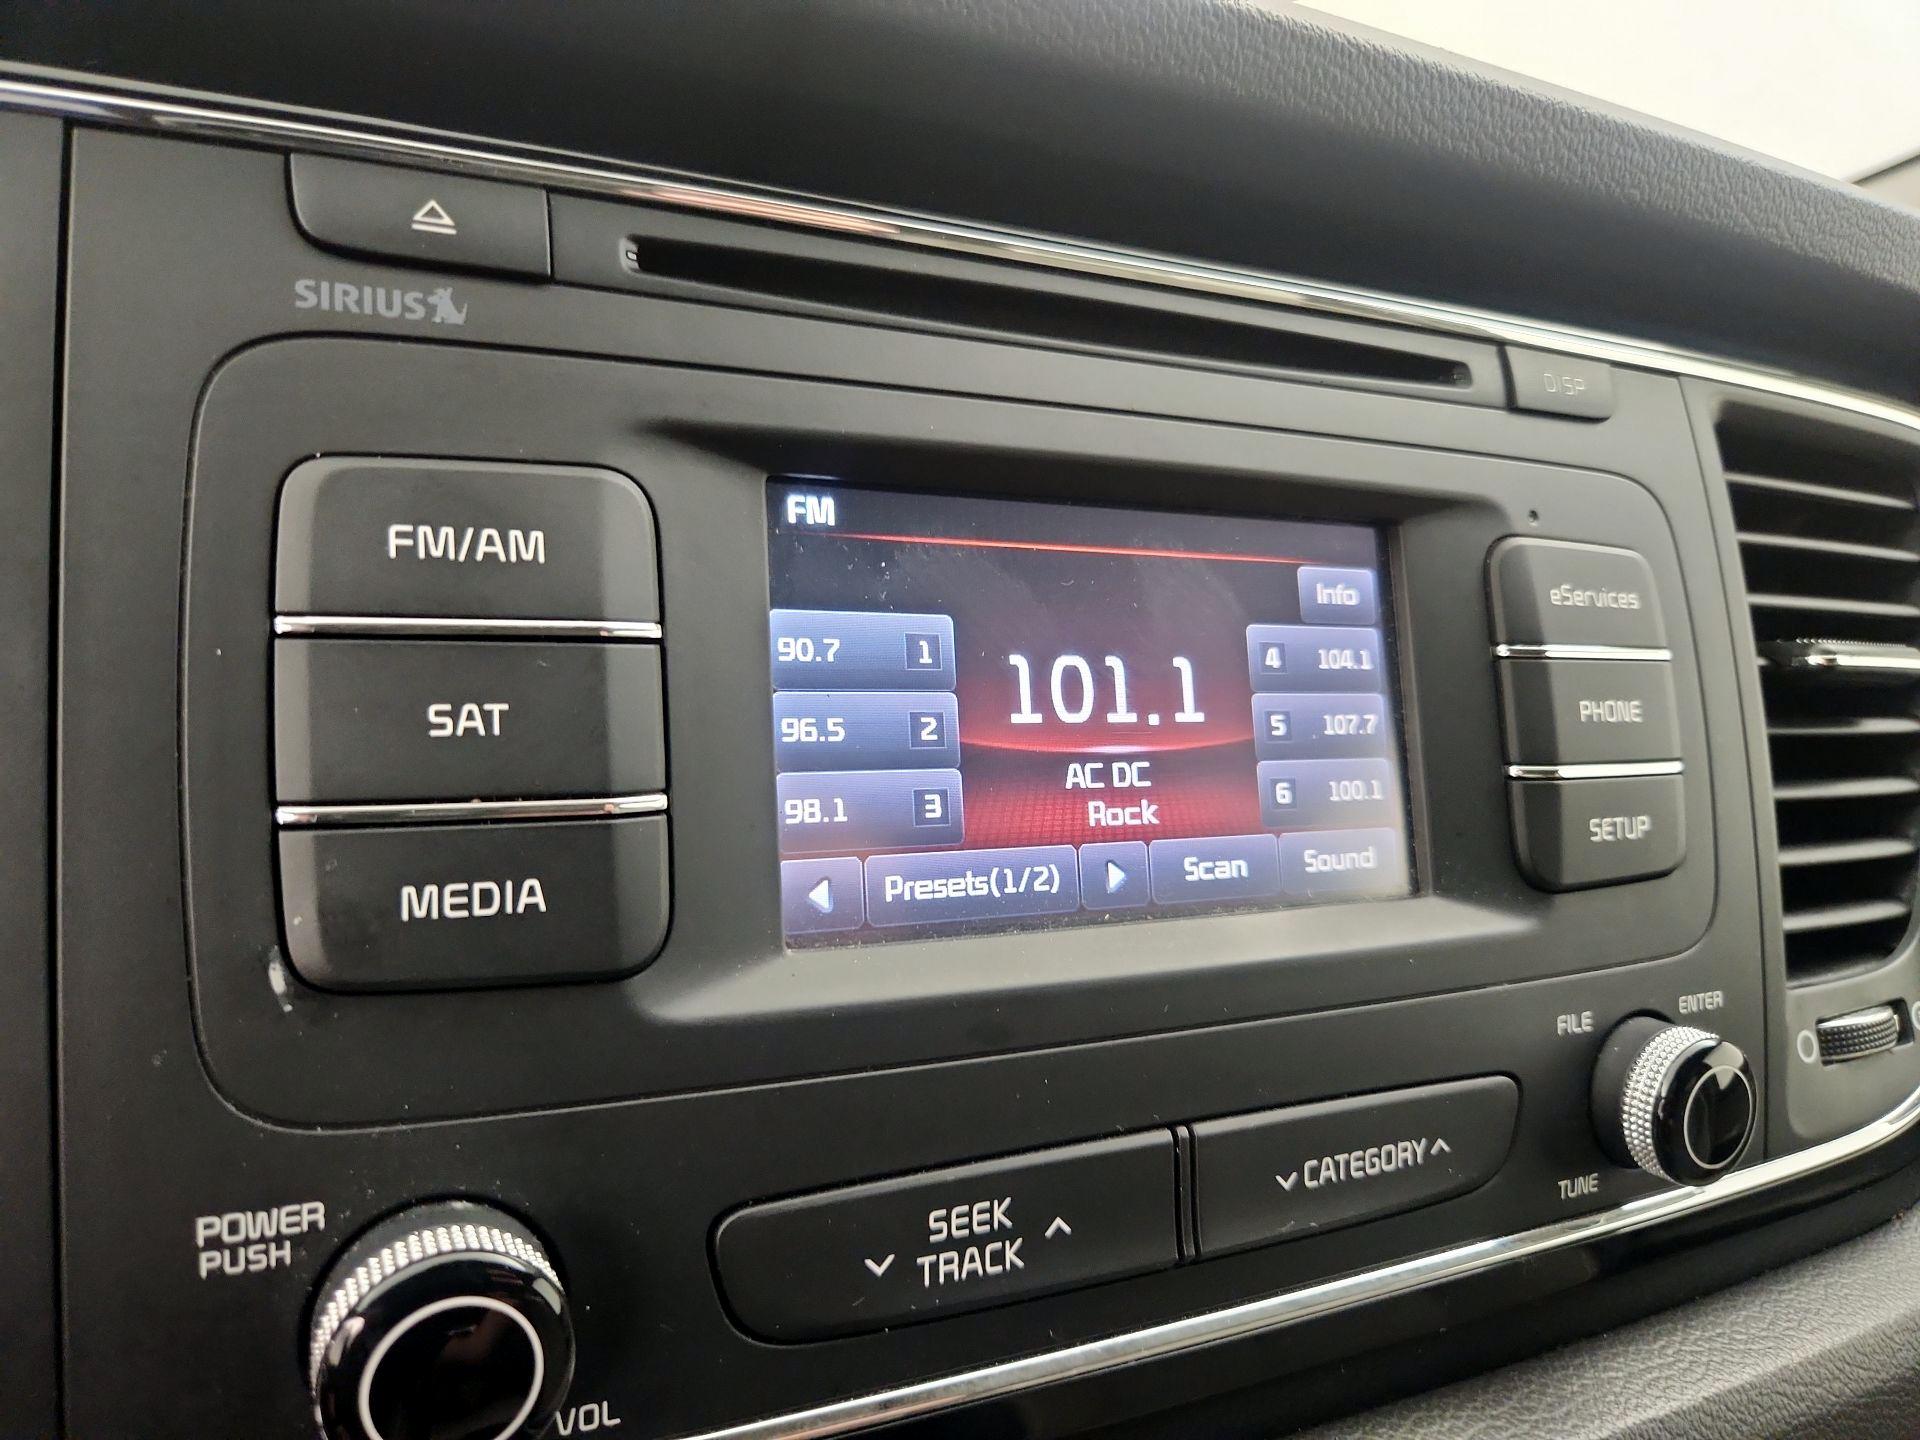 SIRIUS
DISP
FM/AM
SAT
MEDIA
FM
Info
90.7 1
96.5 2
98.1 3
101.1
AC DC
Rock
4 104.1
5 107.7
6 100.1
Presets(1/2)
Scan
Sound
eServices
PHONE
SETUP
POWER
PUSH
VOL
SEEK
TRACK
CATEGORY
FILE
ENTER
TUNE